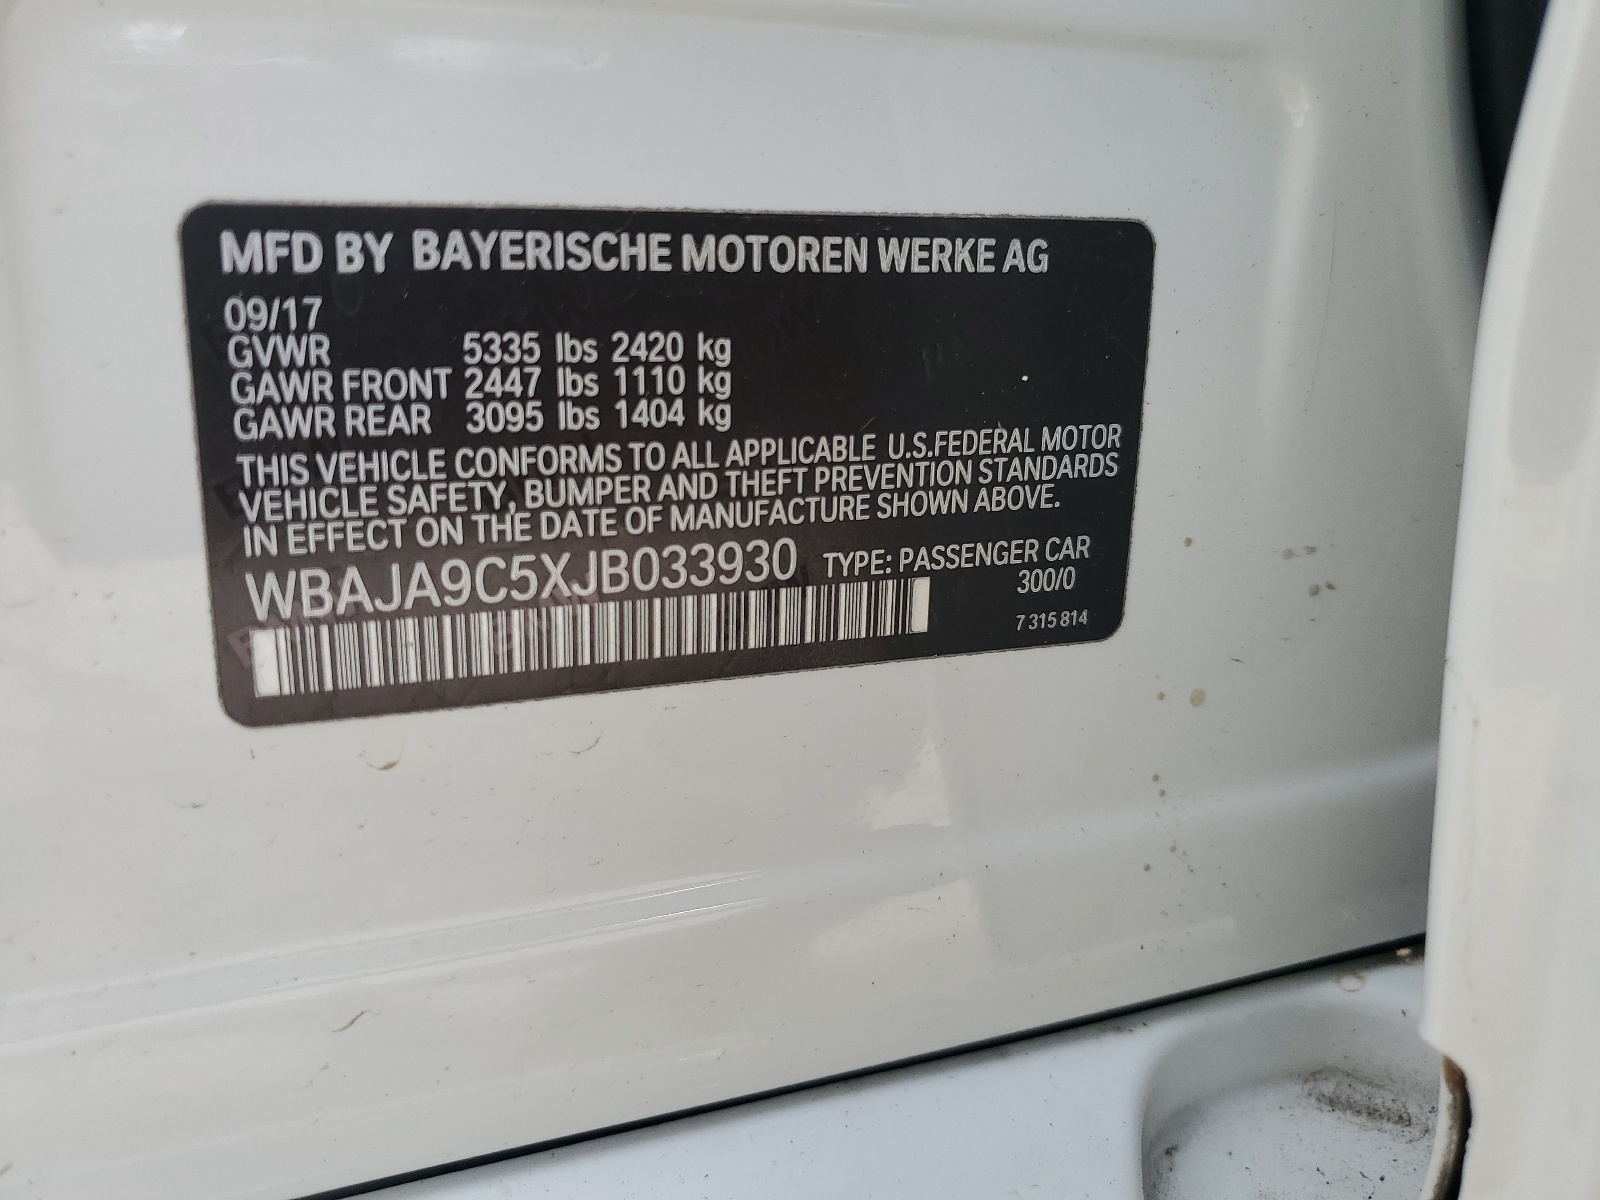 MFD BY BAYERISCHE MOTOREN WERKE AG
09/17
GVWR 5335 lbs 2420 kg
GAWR FRONT 2447 lbs 1110 kg
GAWR REAR 3095 lbs 1404 kg
THIS VEHICLE CONFORMS TO ALL APPLICABLE U.S.FEDERAL MOTOR
VEHICLE SAFETY, BUMPER AND THEFT PREVENTION STANDARDS
IN EFFECT ON THE DATE OF MANUFACTURE SHOWN ABOVE.
WBAJA9C5XJB033930 TYPE: PASSENGER CAR
300/0
7 315 814